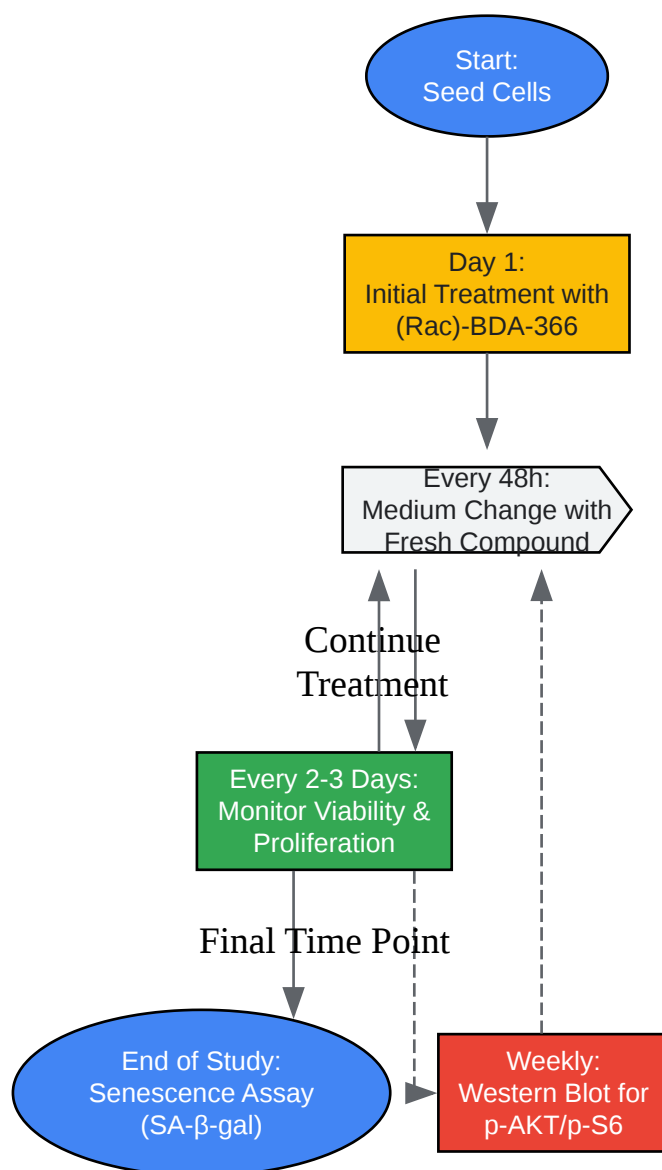 Start:
Seed Cells
Day 1:
Initial Treatment with
(Rac)-BDA-366
Every 48h:
Medium Change with
Fresh Compound
Continue
Treatment
Every 2-3 Days:
Monitor Viability &
Proliferation
Final Time Point
End of Study:
Senescence Assay
(SA-β-gal)
Weekly:
Western Blot for
p-AKT/p-S6